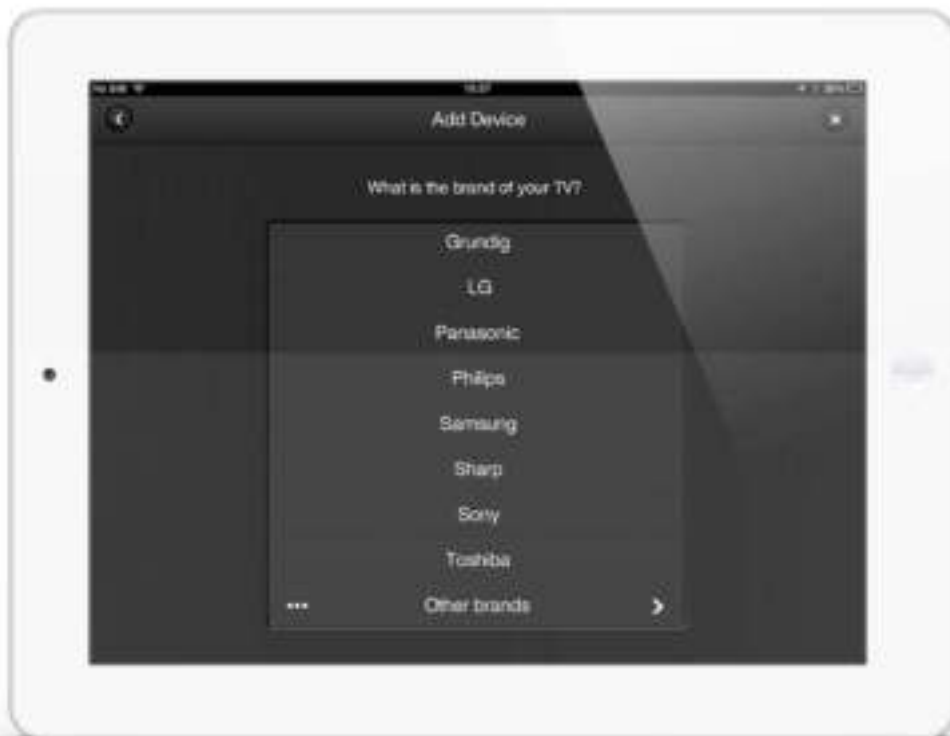 Add Device
What is the brand of your TV?
Grundig
LG
Panasonic
Philips
Samsung
Sharp
Sony
Toshiba
Other brands